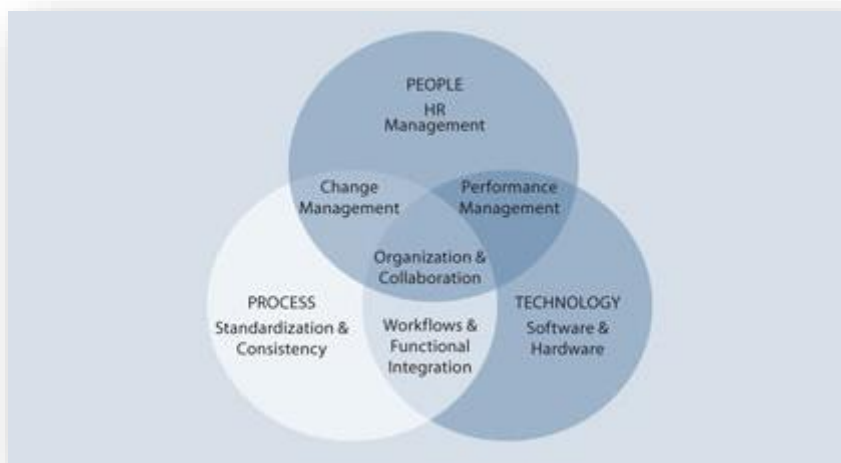 PEOPLE
HR
Management
Change
Management
Performance
Management
Organization &
Collaboration
PROCESS
Standardization &
Consistency
Workflows &
Functional
Integration
TECHNOLOGY
Software &
Hardware